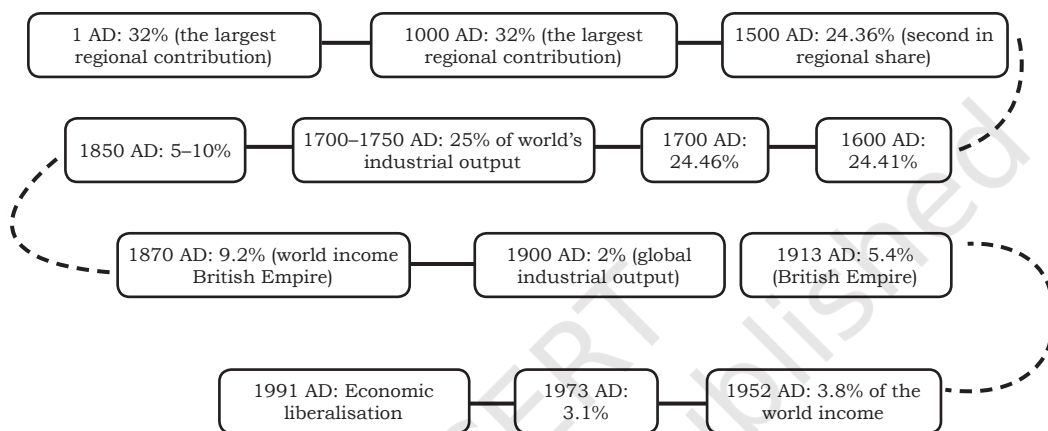 1 AD: 32% (the largest
regional contribution)
1000 AD: 32% (the largest
regional contribution)
1500 AD: 24.36% (second in
regional share)
1850 AD: 5–10%
1700–1750 AD: 25% of world's
industrial output
1700 AD:
24.46%
1600 AD:
24.41%
1870 AD: 9.2% (world income
British Empire)
1900 AD: 2% (global
industrial output)
1913 AD: 5.4%
(British Empire)
1991 AD: Economic
liberalisation
1973 AD:
3.1%
1952 AD: 3.8% of the
world income